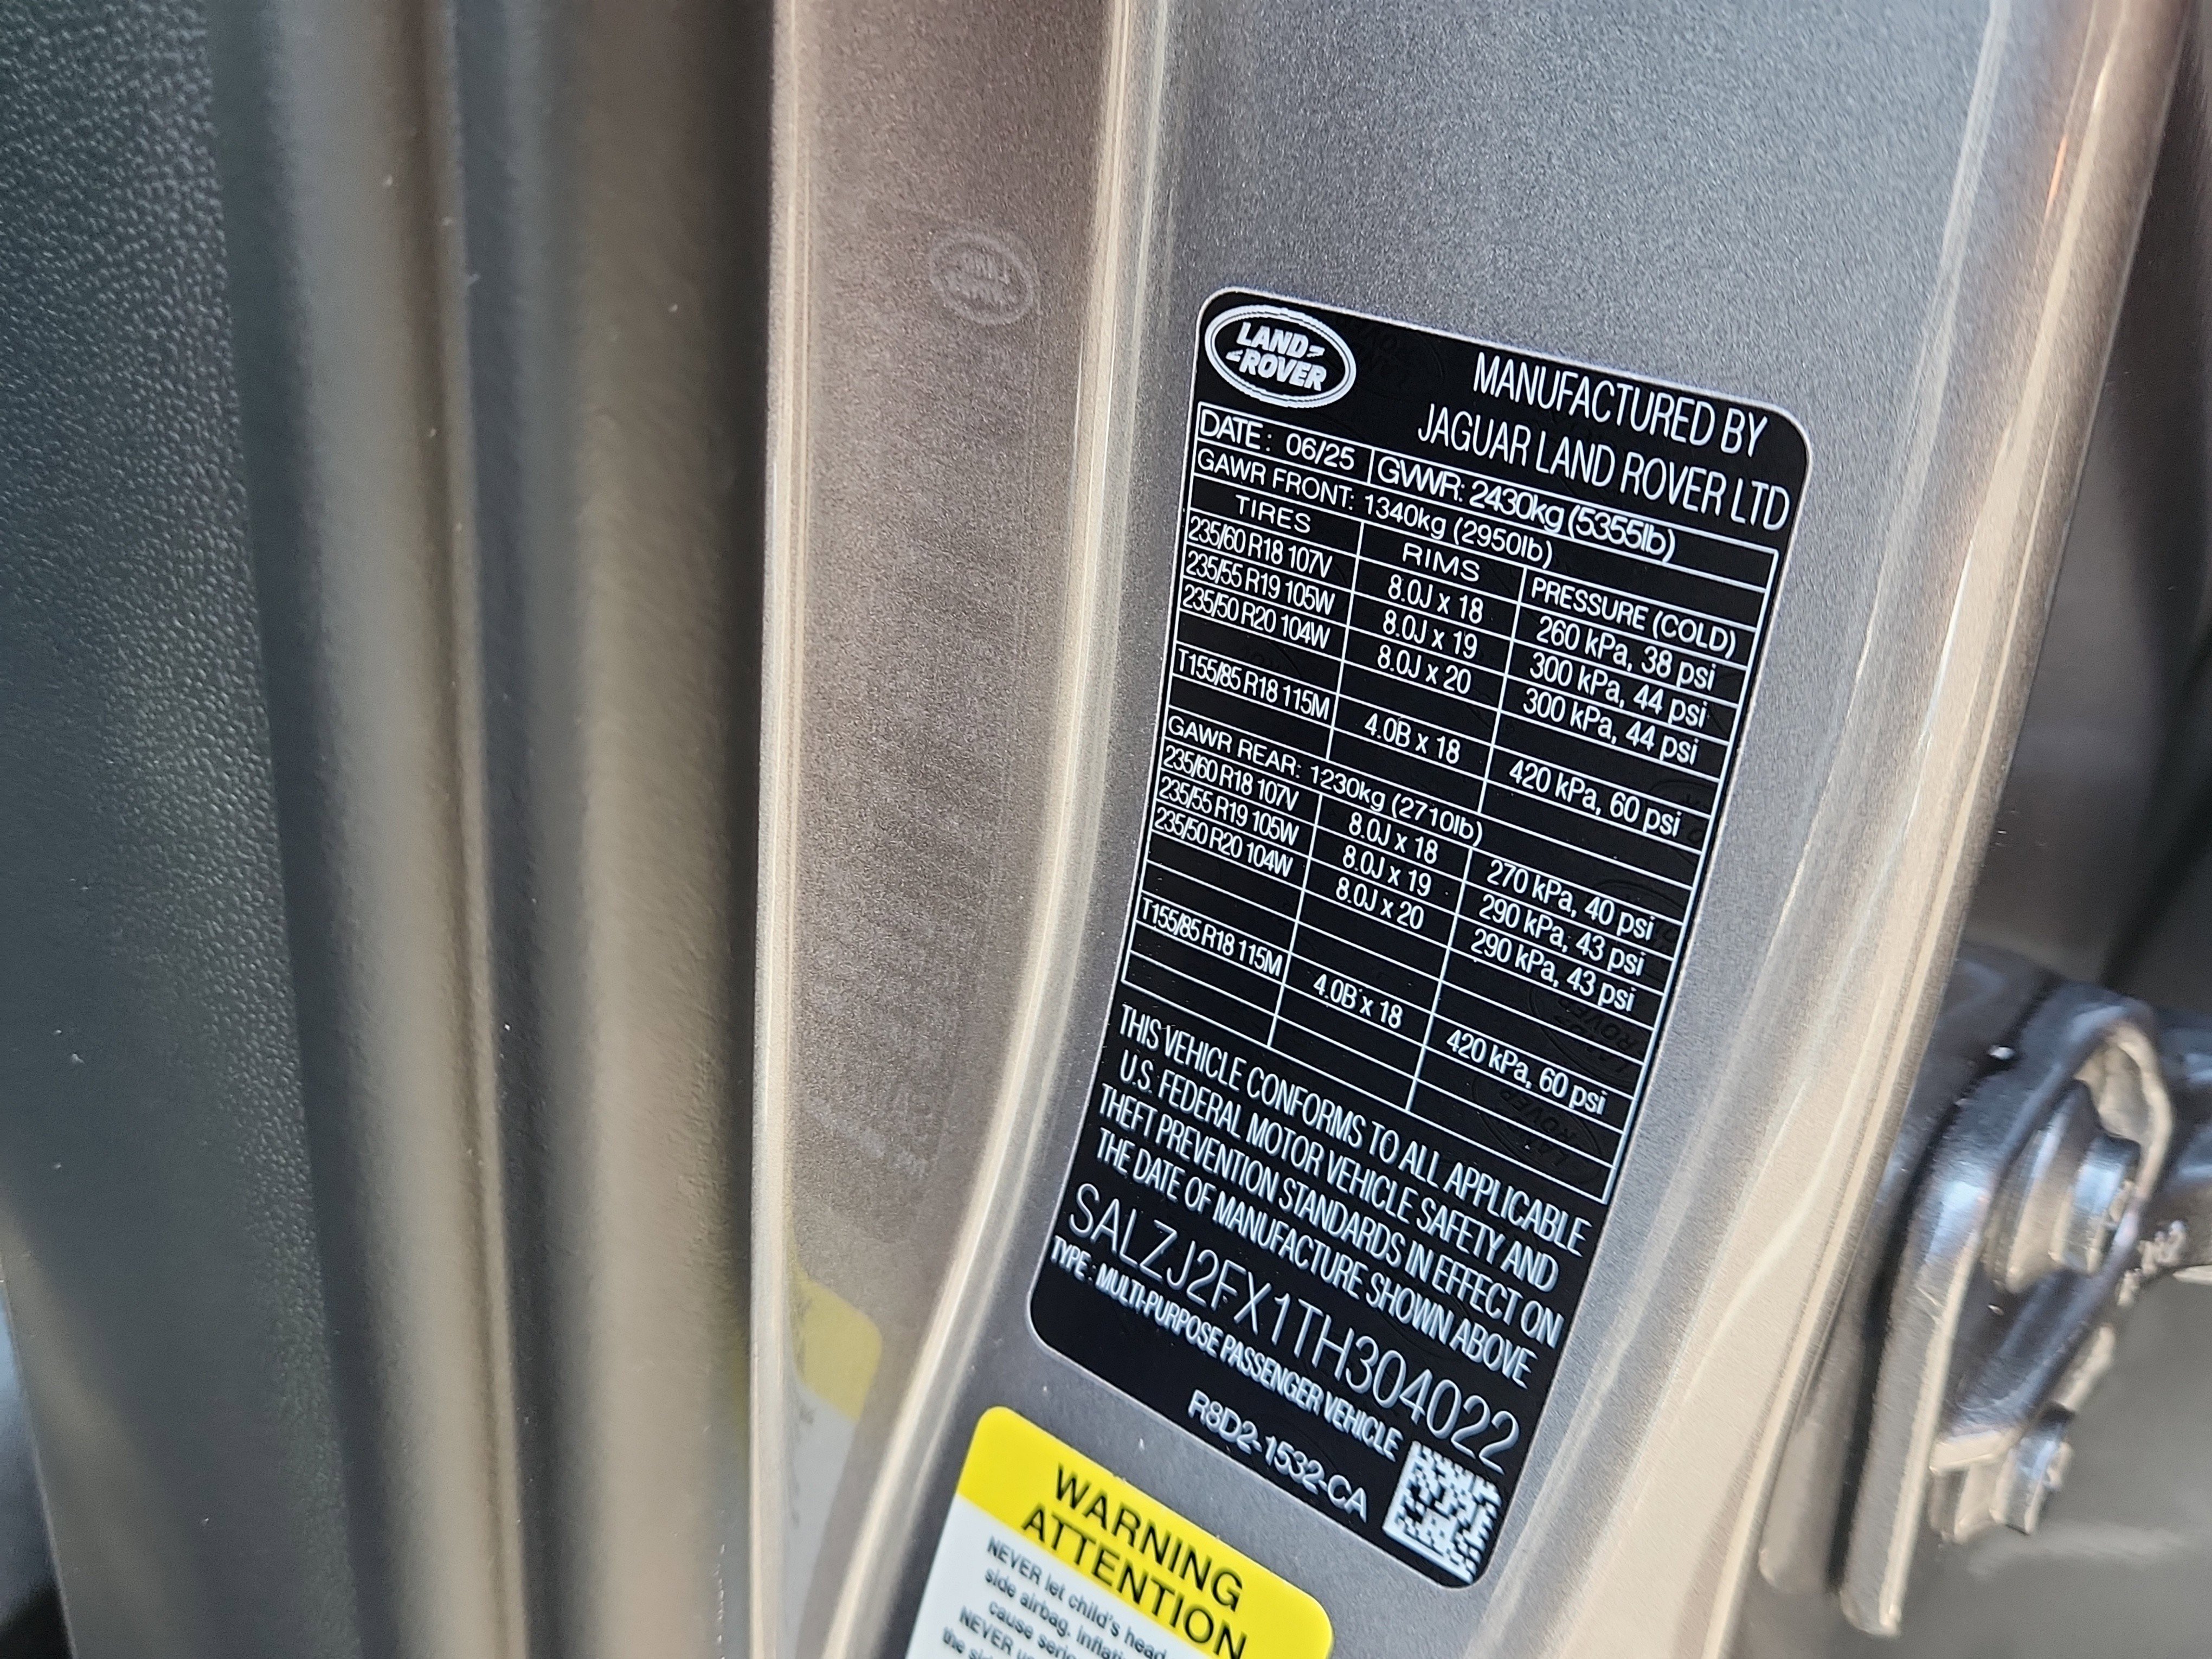 LAND
ROVER
MANUFACTURED BY
JAGUAR LAND ROVER LTD
DATE: 06/25 GVWR: 2430kg (5355lb)
GAWR FRONT: 1340kg (2950lb)
TIRES RIMS PRESSURE (COLD)
235/60 R18 107V 8.0J x 18 260 kPa, 38 psi
235/55 R19 105W 8.0J x 19 300 kPa, 44 psi
235/50 R20 104W 8.0J x 20 300 kPa, 44 psi
T155/85 R18 115M 4.0B x 18 420 kPa, 60 psi
GAWR REAR: 1230kg (2710lb)
235/60 R18 107V 8.0J x 18 270 kPa, 40 psi
235/55 R19 105W 8.0J x 19 290 kPa, 43 psi
235/50 R20 104W 8.0J x 20 290 kPa, 43 psi
T155/85 R18 115M 4.0B x 18 420 kPa, 60 psi
THIS VEHICLE CONFORMS TO ALL APPLICABLE
U.S. FEDERAL MOTOR VEHICLE SAFETY AND
THEFT PREVENTION STANDARDS IN EFFECT ON
THE DATE OF MANUFACTURE SHOWN ABOVE
SALZJ2FX1TH304022
TYPE: MULTI-PURPOSE PASSENGER VEHICLE
R8D2-1532-CA
WARNING
ATTENTION
NEVER let child's head
side airbag.
cause
NEVER
the